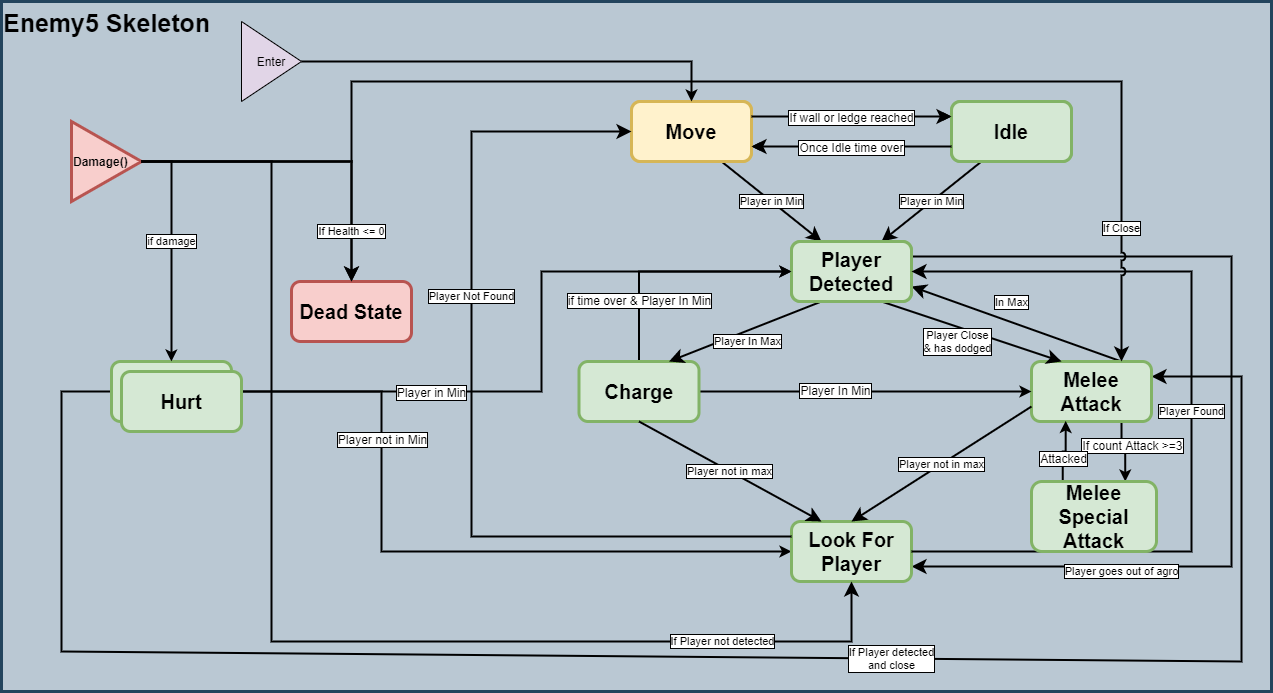 Enemy5 Skeleton
Enter
Damage()
Move
If wall or ledge reached
Idle
Once Idle time over
Player in Min
Player in Min
if damage
If Health <= 0
If Close
Player
Detected
Dead State
Player Not Found
if time over & Player In Min
In Max
Player In Max
Player Close
& has dodged
Hurt
Player in Min
Charge
Player In Min
Melee
Attack
Player Found
Player not in Min
If count Attack >=3
Attacked
Player not in max
Player not in max
Melee
Special
Attack
Look For
Player
Player goes out of agro
If Player not detected
If Player detected
and close